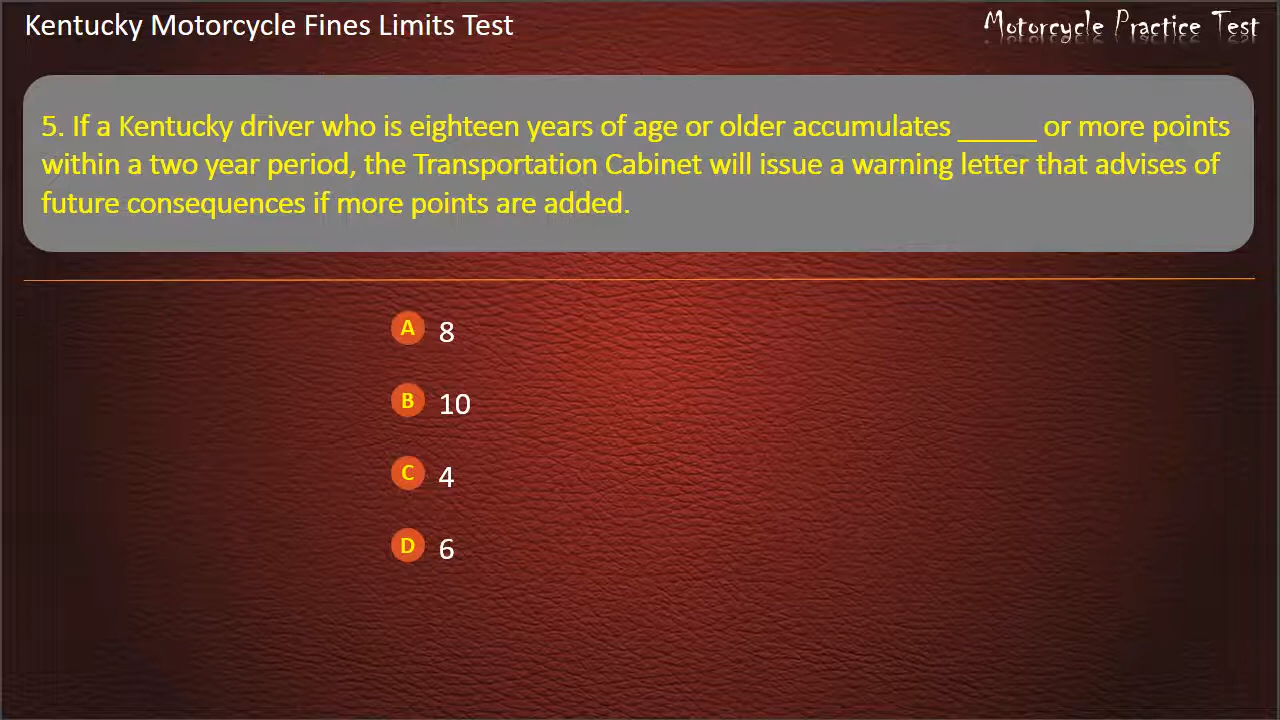 Kentucky Motorcycle Fines Limits Test
Motorcycle Practice Test
5. If a Kentucky driver who is eighteen years of age or older accumulates _____ or more points
within a two year period, the Transportation Cabinet will issue a warning letter that advises of
future consequences if more points are added.
A 8
B 10
C 4
D 6